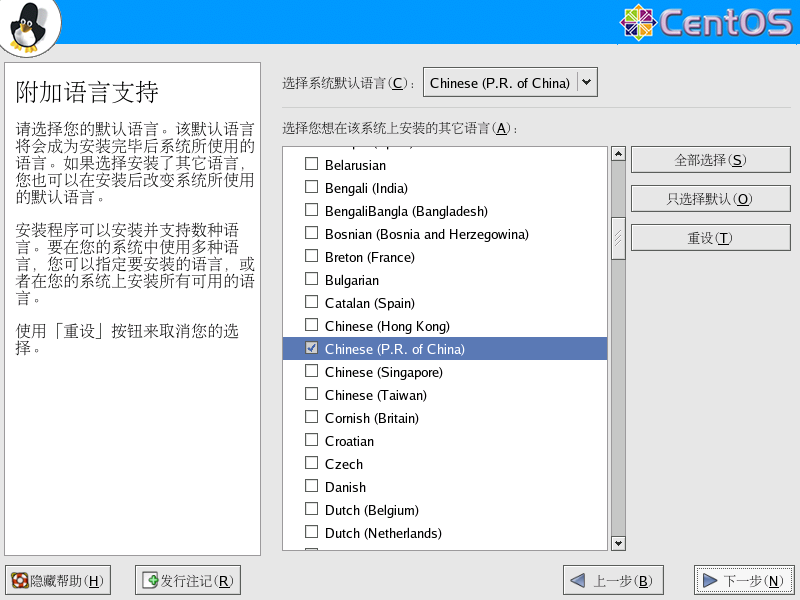 CentOS
附加语言支持
请选择您的默认语言。该默认语言
将会成为安装完毕后系统所使用的
语言。如果选择安装了其它语言，
您也可以在安装后改变系统所使用
的默认语言。
安装程序可以安装并支持数种语
言。要在您的系统中使用多种语
言，您可以指定要安装的语言，或
者在您的系统上安装所有可用的语
言。
使用「重设」按钮来取消您的选
择。
选择系统默认语言(C)：
Chinese (P.R. of China)
选择您想在该系统上安装的其它语言(A)：
Belarusian
Bengali (India)
BengaliBangla (Bangladesh)
Bosnian (Bosnia and Herzegowina)
Breton (France)
Bulgarian
Catalan (Spain)
Chinese (Hong Kong)
Chinese (P.R. of China)
Chinese (Singapore)
Chinese (Taiwan)
Cornish (Britain)
Croatian
Czech
Danish
Dutch (Belgium)
Dutch (Netherlands)
全部选择(S)
只选择默认(O)
重设(T)
隐藏帮助(H)
发行注记(R)
上一步(B)
下一步(N)